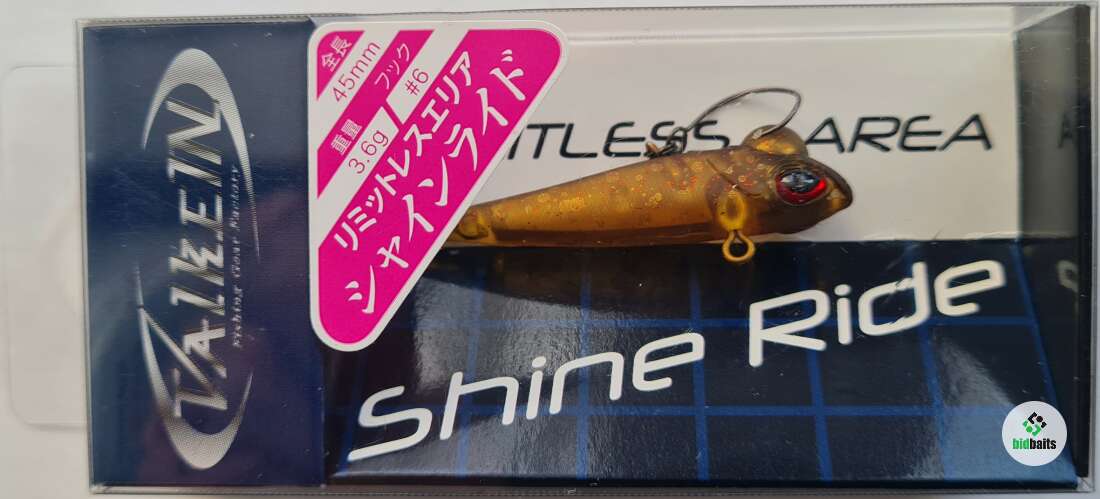 VALKEIN
Fishing Gear Factory
全長
45mm
フック
#6
重量
3.6g
リミットレスエリア
シャインライド
ITLESS AREA
Shine Ride
bidbaits